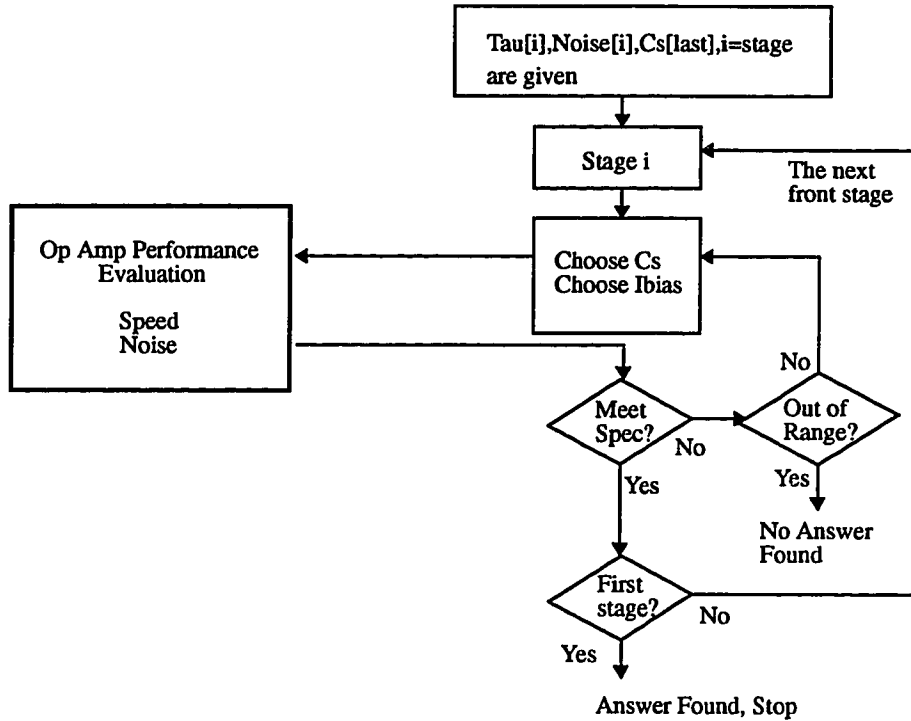 Tau[i],Noise[i],Cs[last],i=stage
are given
Stage i
The next
front stage
Op Amp Performance
Evaluation
Speed
Noise
Choose Cs
Choose Ibias
No
Meet
Spec?
No
Out of
Range?
Yes
Yes
No Answer
Found
First
stage?
No
Yes
Answer Found, Stop